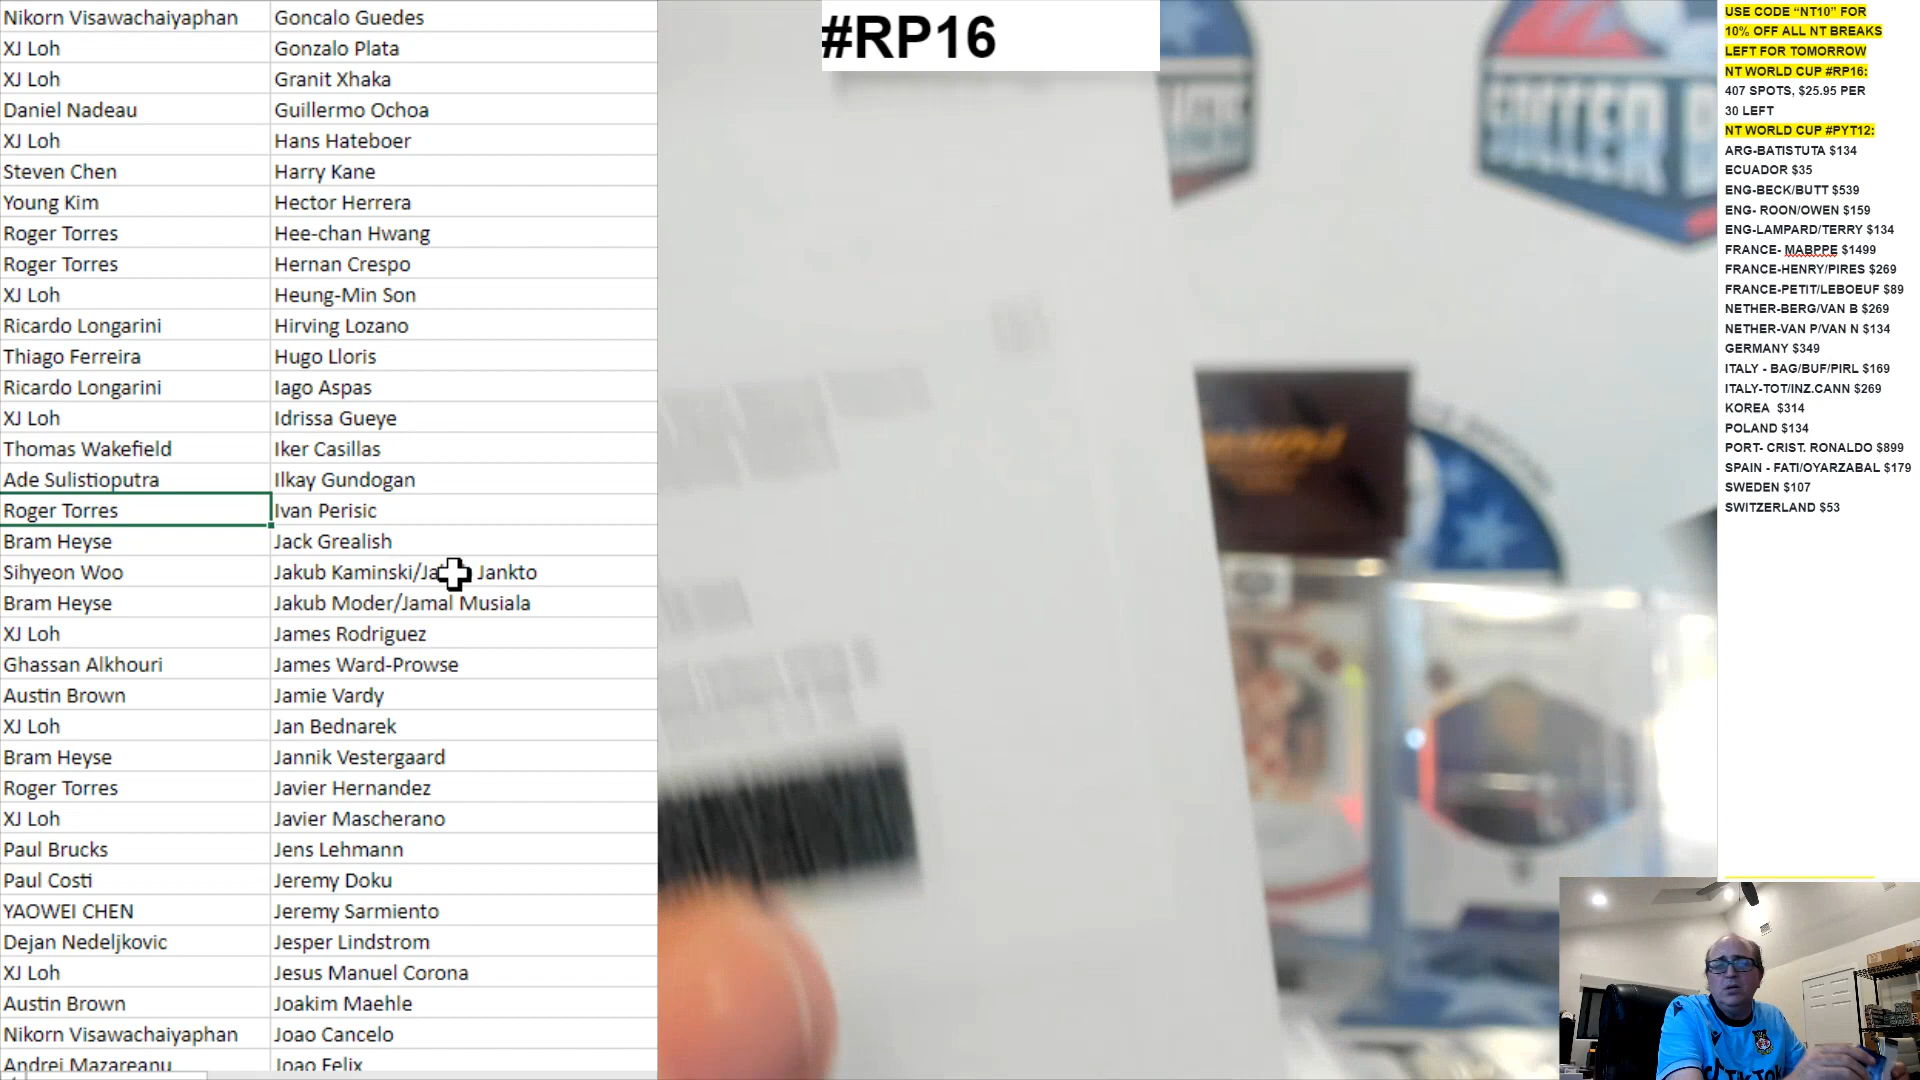 Nikorn Visawachaiyaphan Goncalo Guedes
XJ Loh Gonzalo Plata
XJ Loh Granit Xhaka
Daniel Nadeau Guillermo Ochoa
XJ Loh Hans Hateboer
Steven Chen Harry Kane
Young Kim Hector Herrera
Roger Torres Hee-chan Hwang
Roger Torres Hernan Crespo
XJ Loh Heung-Min Son
Ricardo Longarini Hirving Lozano
Thiago Ferreira Hugo Lloris
Ricardo Longarini Iago Aspas
XJ Loh Idrissa Gueye
Thomas Wakefield Iker Casillas
Ade Sulistioputra Ilkay Gundogan
Roger Torres Ivan Perisic
Bram Heyse Jack Grealish
Sihyeon Woo Jakub Kaminski/ Jankto
Bram Heyse Jakub Moder/Jamal Musiala
XJ Loh James Rodriguez
Ghassan Alkhouri James Ward-Prowse
Austin Brown Jamie Vardy
XJ Loh Jan Bednarek
Bram Heyse Jannik Vestergaard
Roger Torres Javier Hernandez
XJ Loh Javier Mascherano
Paul Brucks Jens Lehmann
Paul Costi Jeremy Doku
YAOWEI CHEN Jeremy Sarmiento
Dejan Nedeljkovic Jesper Lindstrom
XJ Loh Jesus Manuel Corona
Austin Brown Joakim Maehle
Nikorn Visawachaiyaphan Joao Cancelo
Andrei Mazareanu Joao Felix
#RP16
SOCCER
USE CODE “NT10” FOR
10% OFF ALL NT BREAKS
LEFT FOR TOMORROW
NT WORLD CUP #RP16:
407 SPOTS, $25.95 PER
30 LEFT
NT WORLD CUP #PYT12:
ARG-BATISTUTA $134
ECUADOR $35
ENG-BECK/BUTT $539
ENG- ROON/OWEN $159
ENG-LAMPARD/TERRY $134
FRANCE- MABPPE $1499
FRANCE-HENRY/PIRES $269
FRANCE-PETIT/LEBOEUF $89
NETHER-BERG/VAN B $269
NETHER-VAN P/VAN N $134
GERMANY $349
ITALY - BAG/BUF/PIRL $169
ITALY-TOT/INZ.CANN $269
KOREA $314
POLAND $134
PORT- CRIST. RONALDO $899
SPAIN - FATI/OYARZABAL $179
SWEDEN $107
SWITZERLAND $53